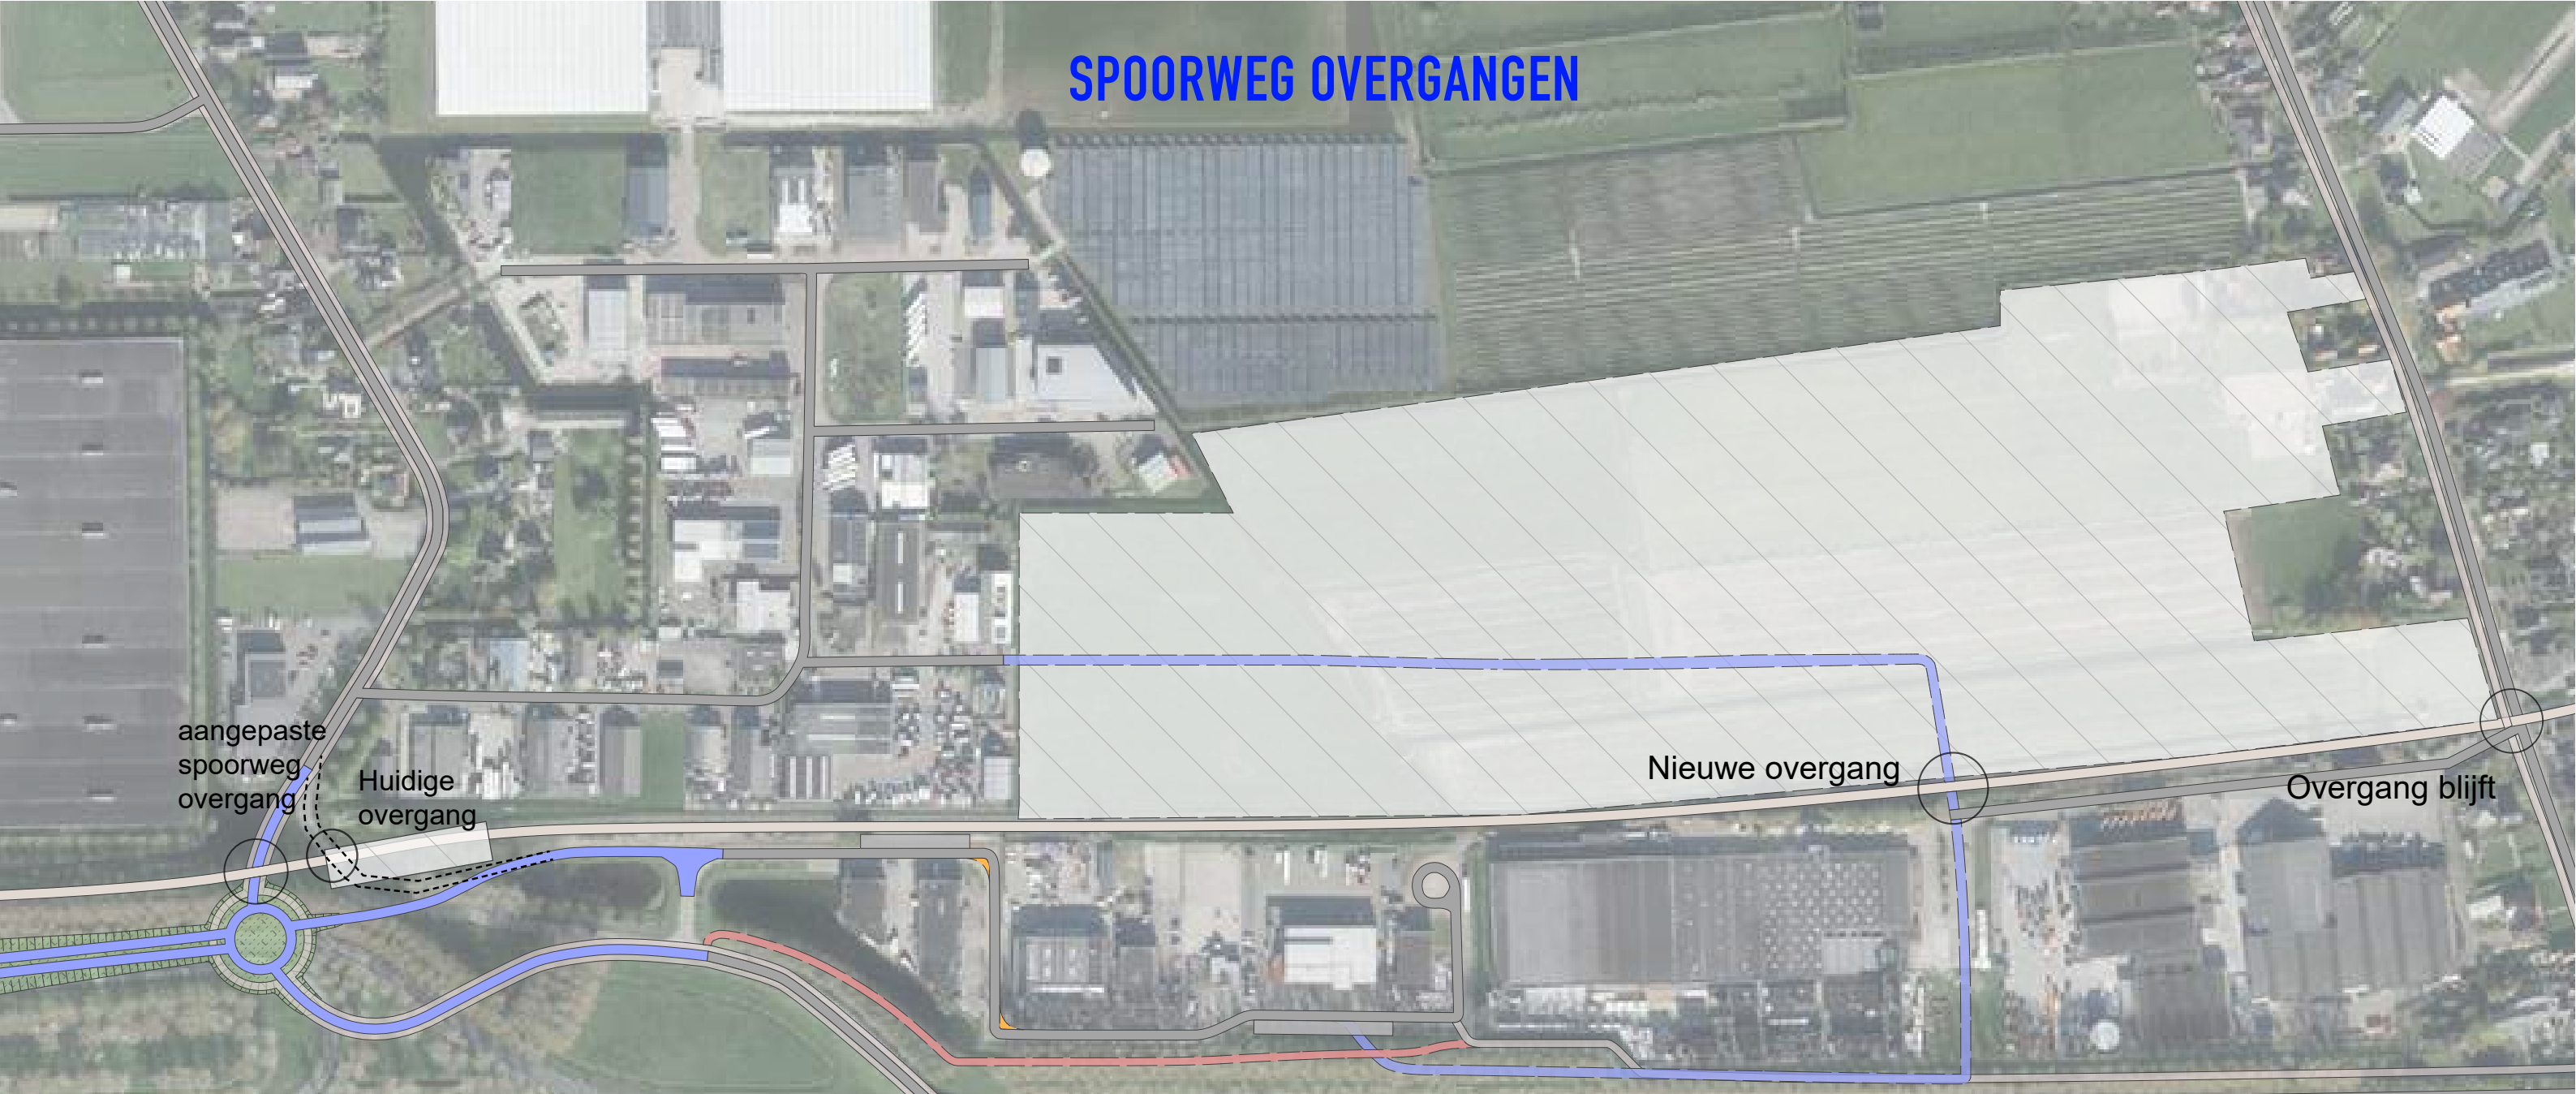 SPOORWEG OVERGANGEN
aangepaste
spoorweg
overgang
Huidige
overgang
Nieuwe overgang
Overgang blijft